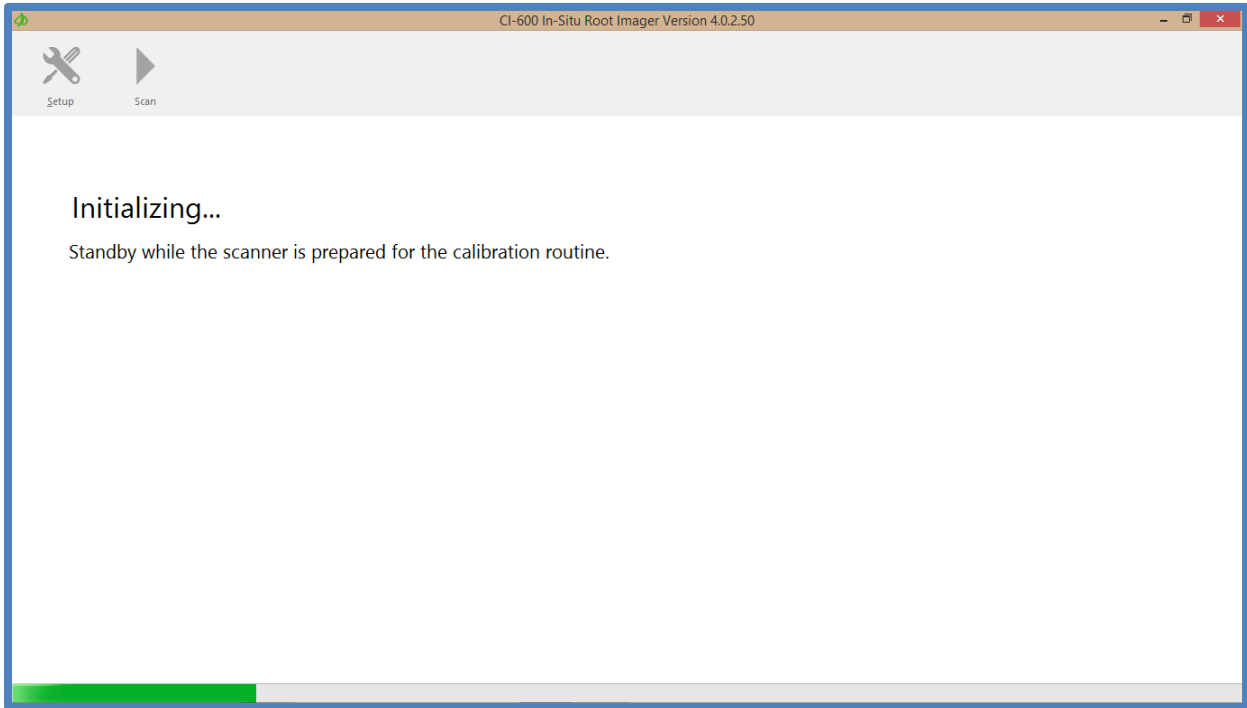 CI-600 In-Situ Root Imager Version 4.0.2.50
Setup
Scan
Initializing...
Standby while the scanner is prepared for the calibration routine.